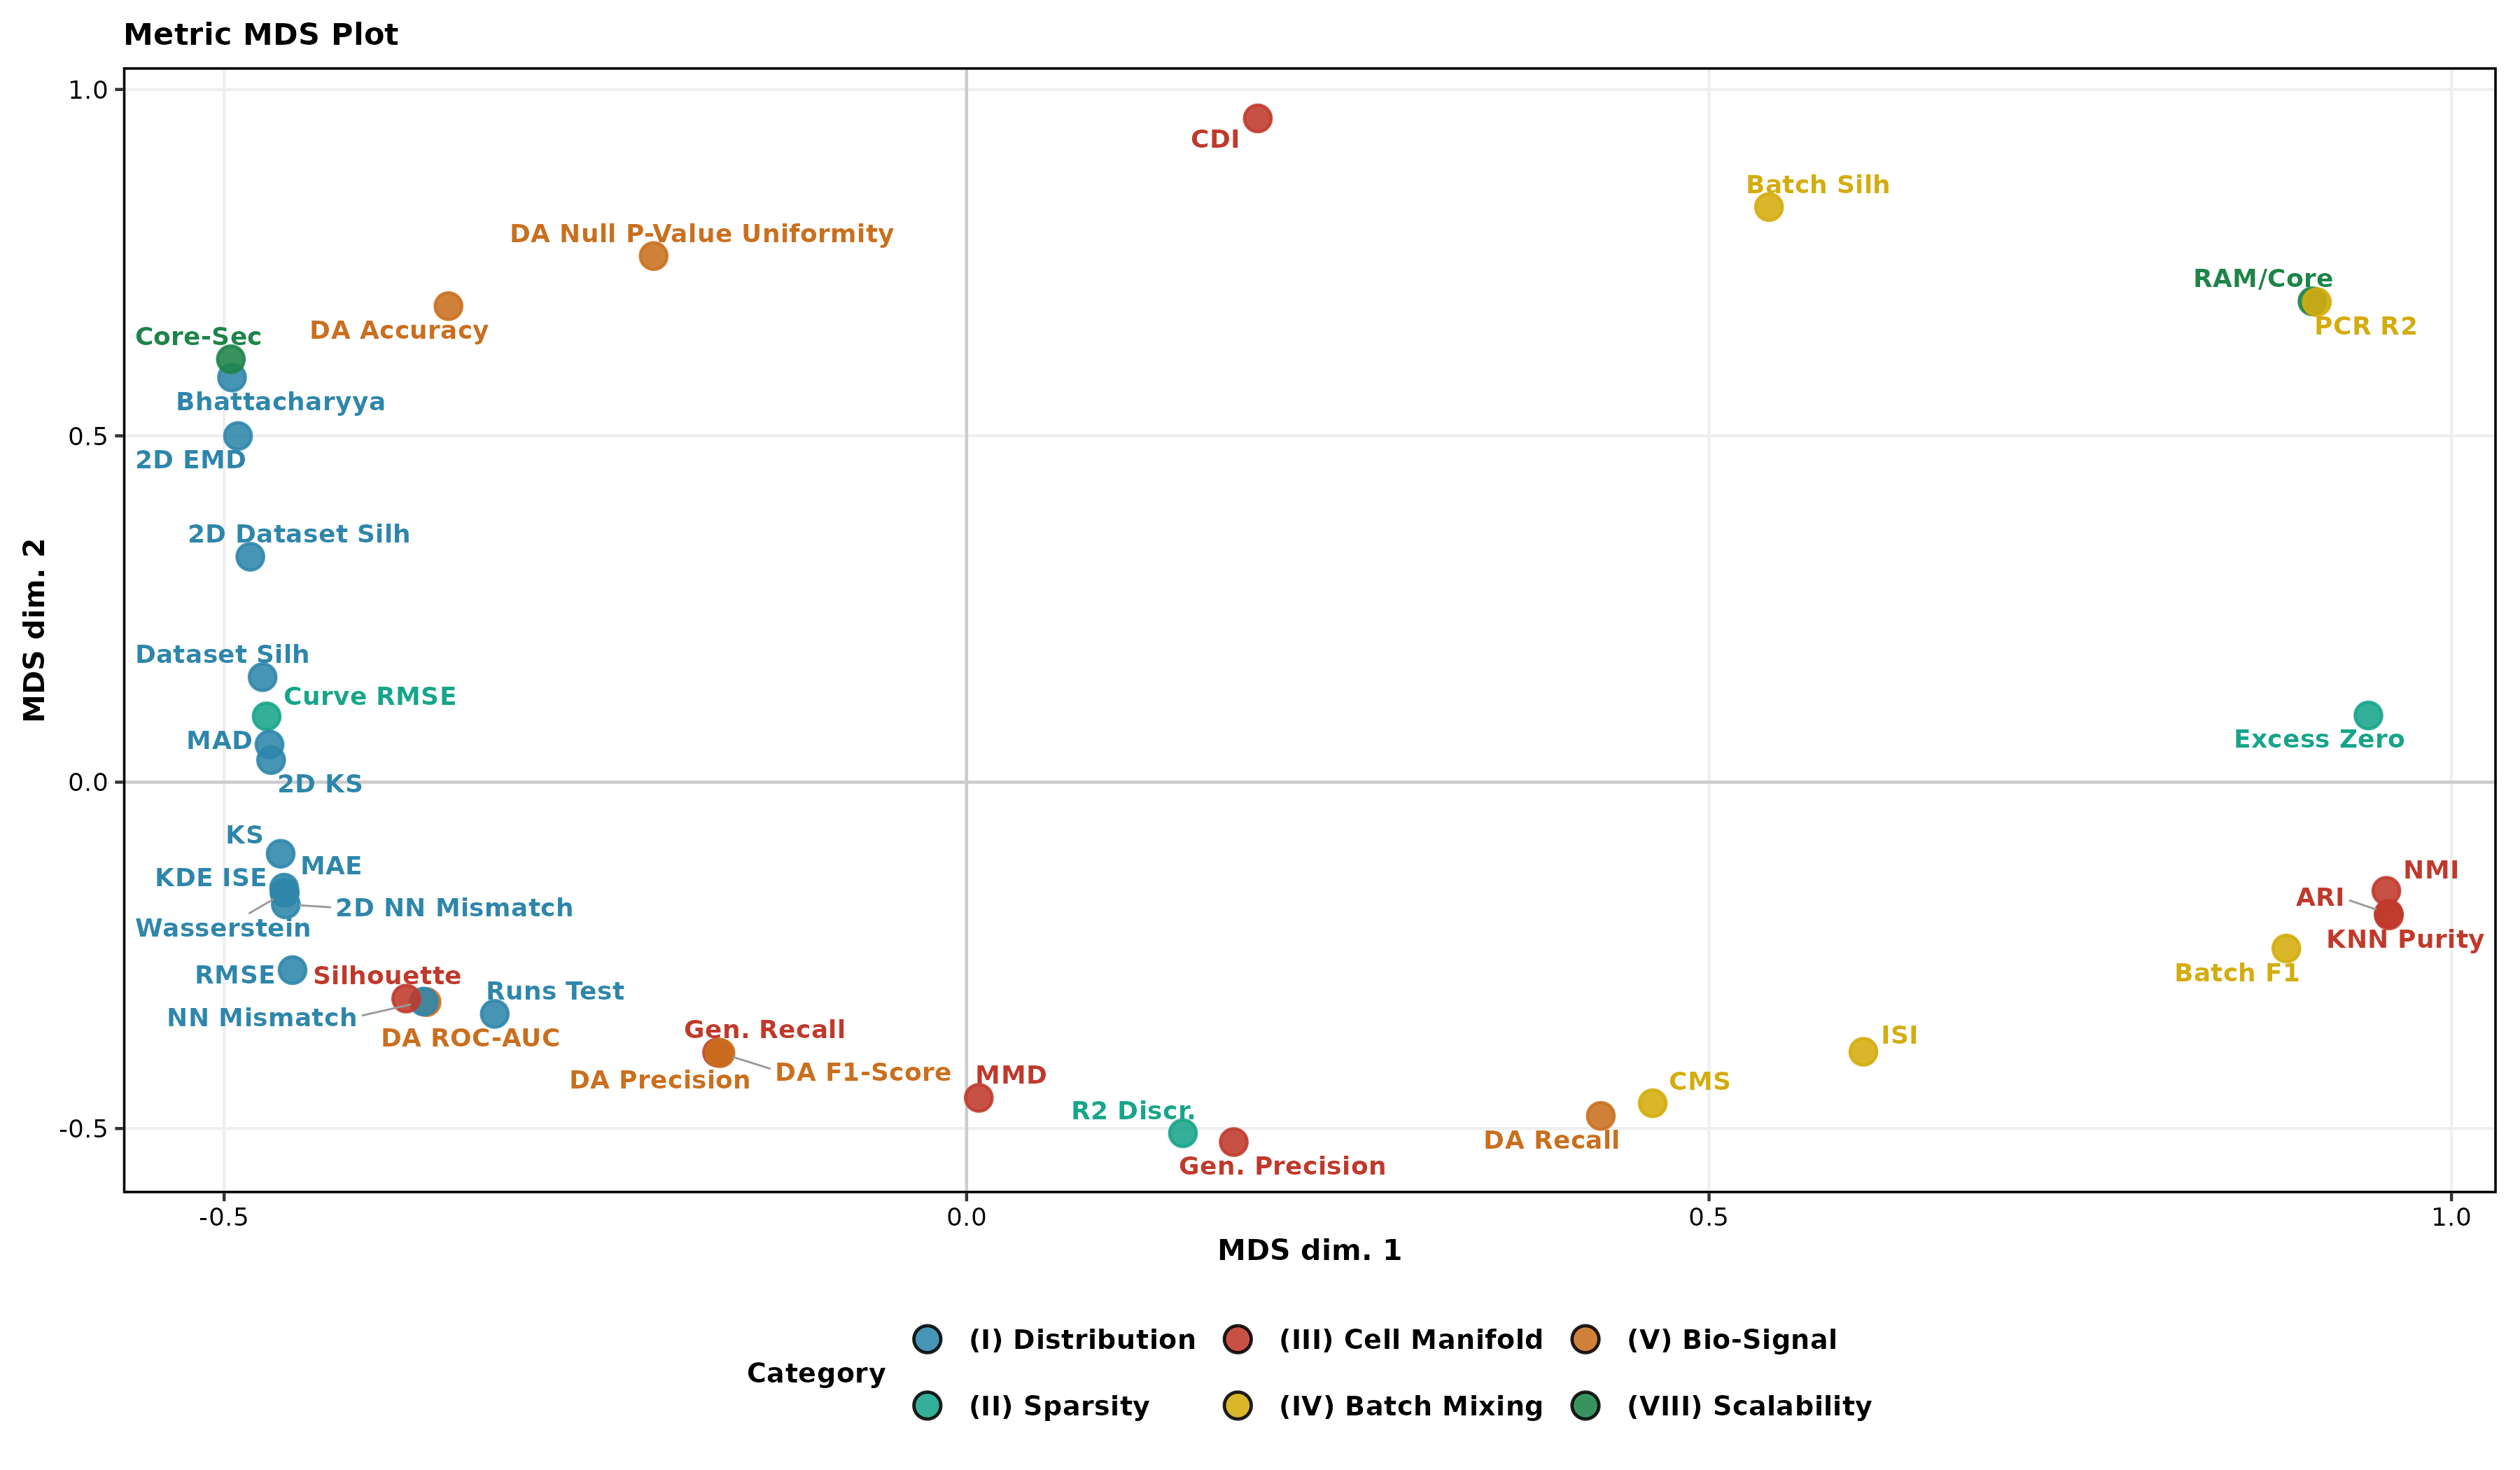 Metric MDS Plot
1.0
CDI
Batch Silh
DA Null P-Value Uniformity
RAM/Core
PCR R2
DA Accuracy
Core-Sec
Bhattacharyya
0.5
2D EMD
2D Dataset Silh
MDS dim. 2
Dataset Silh
Curve RMSE
MAD
Excess Zero
0.0
2D KS
KS
MAE
KDE ISE
NMI
ARI
2D NN Mismatch
Wasserstein
KNN Purity
RMSE
Silhouette
Batch F1
Runs Test
NN Mismatch
DA ROC-AUC
Gen. Recall
ISI
DA F1-Score
DA Precision
MMD
CMS
R2 Discr.
-0.5
DA Recall
Gen. Precision
-0.5 0.0 0.5 1.0
MDS dim. 1
Category
(I) Distribution (III) Cell Manifold (V) Bio-Signal
(II) Sparsity (IV) Batch Mixing (VIII) Scalability